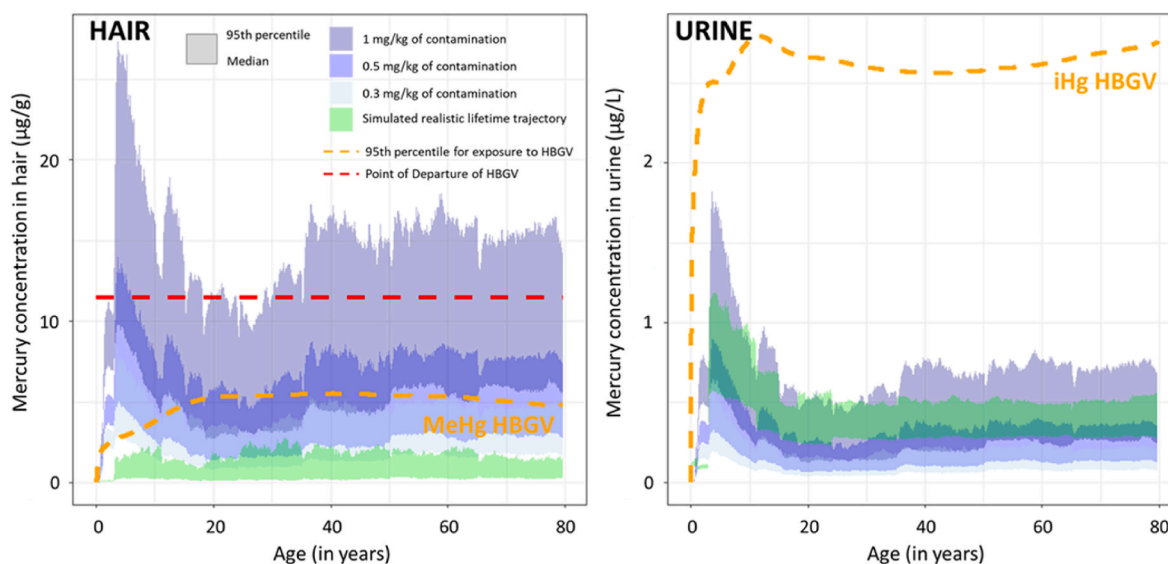 HAIR
95th percentile
Median
1 mg/kg of contamination
0.5 mg/kg of contamination
0.3 mg/kg of contamination
Simulated realistic lifetime trajectory
95th percentile for exposure to HBGV
Point of Departure of HBGV
MeHg HBGV
Mercury concentration in hair (µg/g)
20
10
0
0 20 40 60 80
Age (in years)
URINE
iHg HBGV
Mercury concentration in urine (µg/L)
2
1
0
0 20 40 60 80
Age (in years)